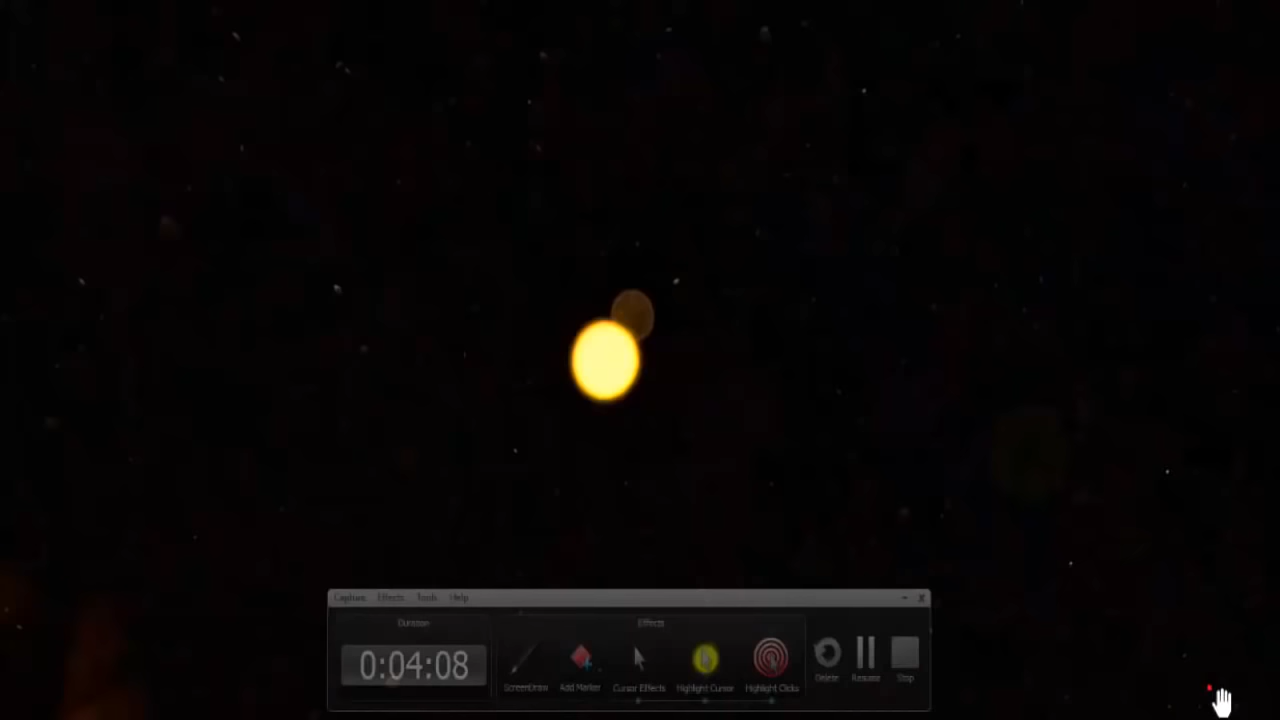 Capture Effects Tools Help
Duration
Effects
0:04:08
ScreenDraw Add Marker Cursor Effects Highlight Cursor Highlight Clicks Delete Resume Stop